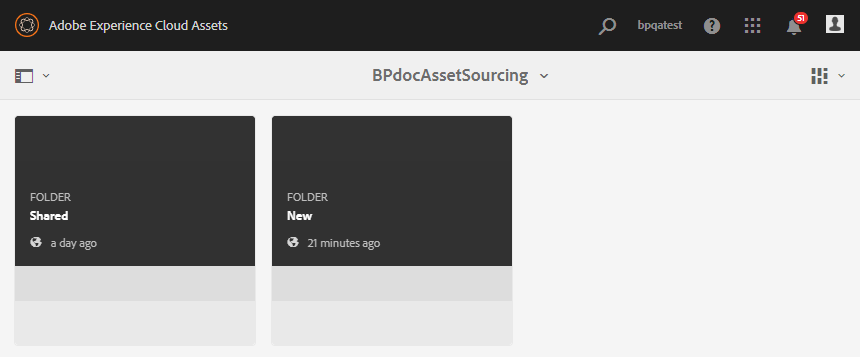 Adobe Experience Cloud Assets
bpqatest
51
BPdocAssetSourcing
FOLDER
Shared
a day ago
FOLDER
New
21 minutes ago